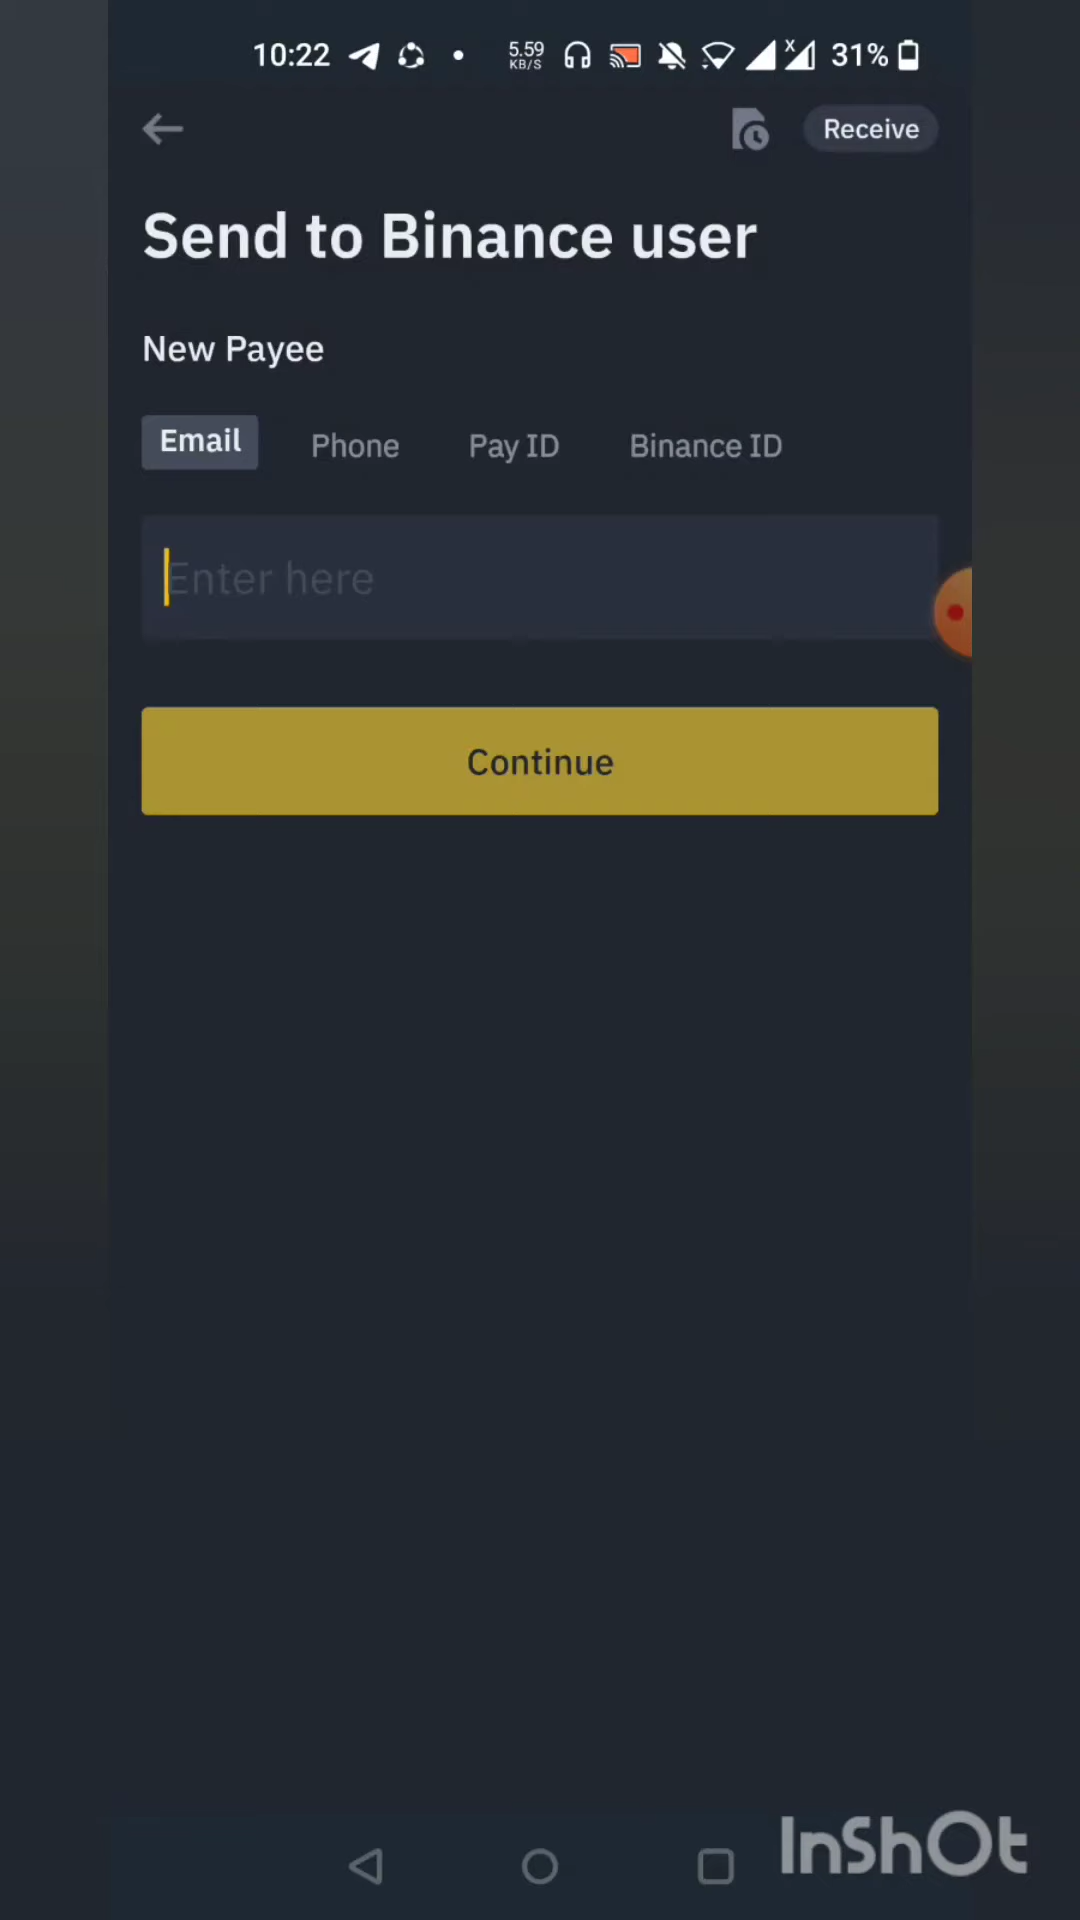 10:22 5.59 KB/S X 31%
Receive
Send to Binance user
New Payee
Email Phone Pay ID Binance ID
Enter here
Continue
InShOt